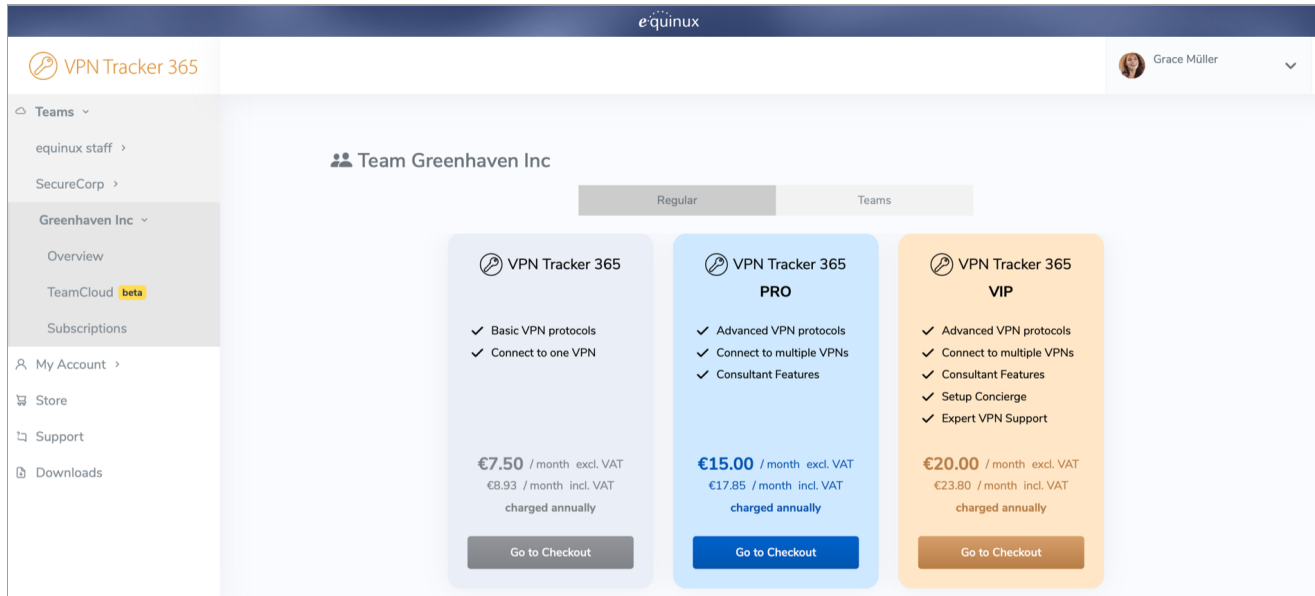 equinux
VPN Tracker 365
Grace Müller
Teams
equinux staff
SecureCorp
Greenhaven Inc
Overview
TeamCloud beta
Subscriptions
My Account
Store
Support
Downloads
Team Greenhaven Inc
Regular
Teams
VPN Tracker 365
Basic VPN protocols
Connect to one VPN
€7.50 / month excl. VAT
€8.93 / month incl. VAT
charged annually
Go to Checkout
VPN Tracker 365
PRO
Advanced VPN protocols
Connect to multiple VPNs
Consultant Features
€15.00 / month excl. VAT
€17.85 / month incl. VAT
charged annually
Go to Checkout
VPN Tracker 365
VIP
Advanced VPN protocols
Connect to multiple VPNs
Consultant Features
Setup Concierge
Expert VPN Support
€20.00 / month excl. VAT
€23.80 / month incl. VAT
charged annually
Go to Checkout